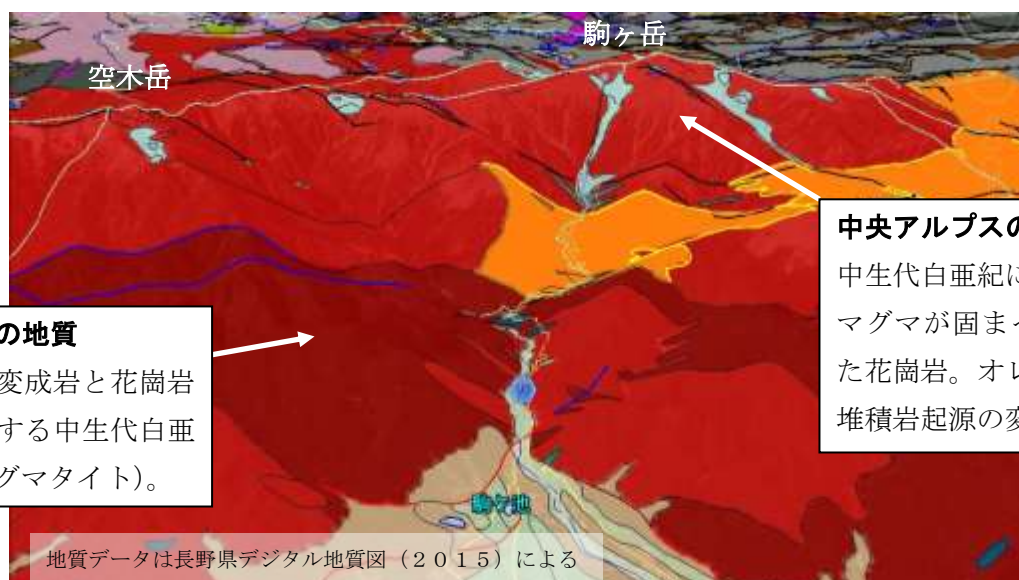 駒ヶ岳
空木岳
中央アルプスの
中生代白亜紀に
マグマが固まっ
た花崗岩。オレ
堆積岩起源の変
の地質
変成岩と花崗岩
する中生代白亜
グマタイト)。
駒ケ池
地質データは長野県デジタル地質図(2015)による